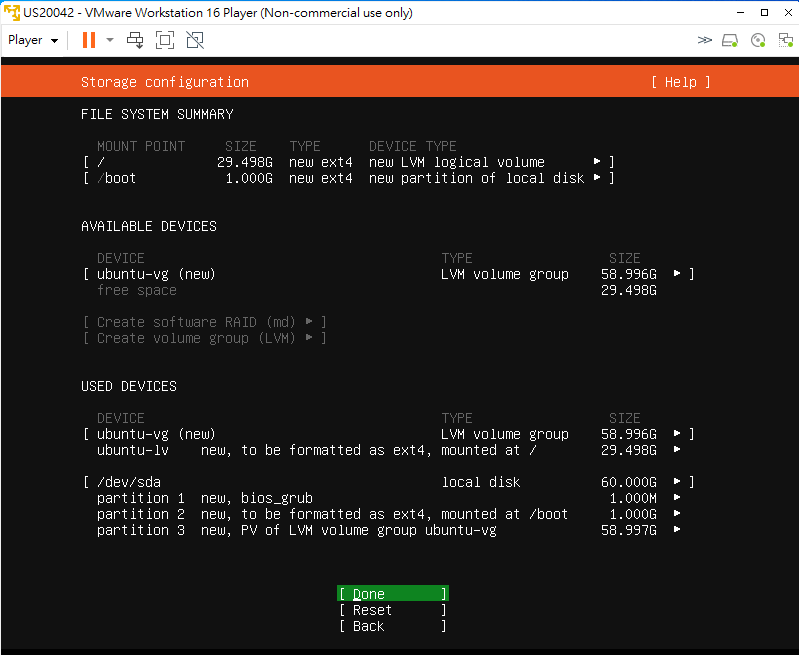 US20042 - VMware Workstation 16 Player (Non-commercial use only)
Player
Storage configuration [ Help ]
FILE SYSTEM SUMMARY
MOUNT POINT SIZE TYPE DEVICE TYPE
[ / 29.498G new ext4 new LVM logical volume ▸ ]
[ /boot 1.000G new ext4 new partition of local disk ▸ ]
AVAILABLE DEVICES
DEVICE TYPE SIZE
[ ubuntu-vg (new) LVM volume group 58.996G ▸ ]
free space 29.498G
[ Create software RAID (md) ▸ ]
[ Create volume group (LVM) ▸ ]
USED DEVICES
DEVICE TYPE SIZE
[ ubuntu-vg (new) LVM volume group 58.996G ▸ ]
ubuntu-lv new, to be formatted as ext4, mounted at / 29.498G ▸
[ /dev/sda local disk 60.000G ▸ ]
partition 1 new, bios_grub 1.000M ▸
partition 2 new, to be formatted as ext4, mounted at /boot 1.000G ▸
partition 3 new, PV of LVM volume group ubuntu-vg 58.997G ▸
[ Done ]
[ Reset ]
[ Back ]